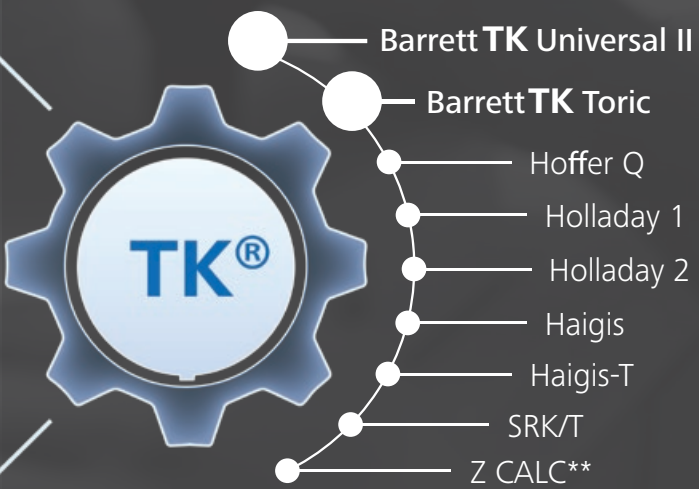 Barrett TK Universal II
Barrett TK Toric
Hoffer Q
Holladay 1
TK®
Holladay 2
Haigis
Haigis-T
SRK/T
Z CALC**